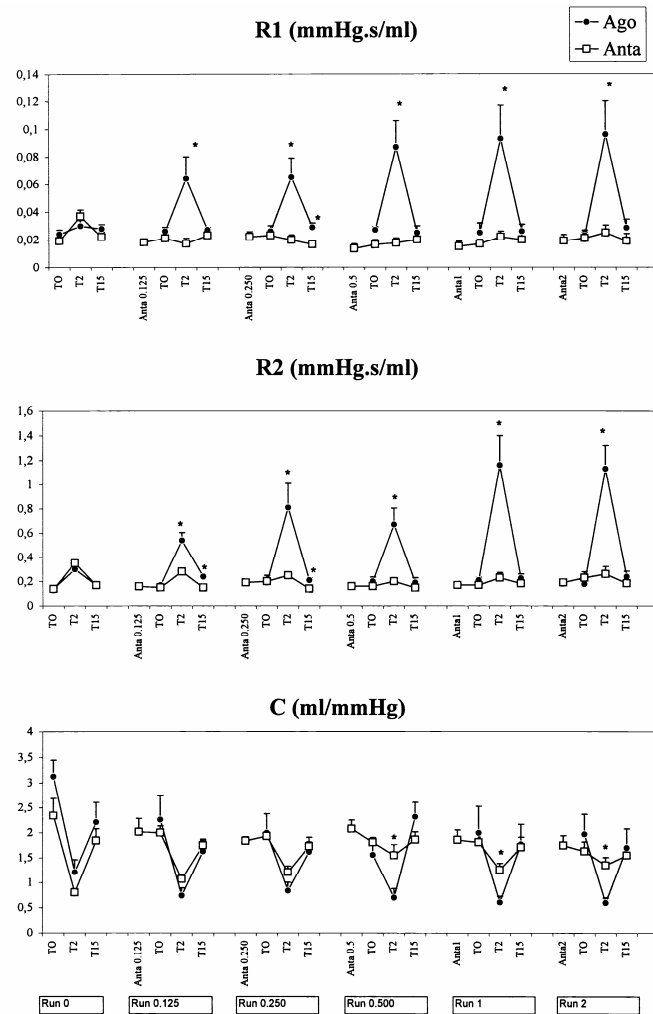 R1 (mmHg.s/ml)
Ago
Anta
0,14
0,12
0,1
0,08
0,06
0,04
0,02
0
* * * * * *
TO T2 T15 Anta 0.125 TO T2 T15 Anta 0.250 TO T2 T15 Anta 0.5 TO T2 T15 Anta1 TO T2 T15 Anta2 TO T2 T15
R2 (mmHg.s/ml)
1,6
1,4
1,2
1
0,8
0,6
0,4
0,2
0
* * * * * * *
TO T2 T15 Anta 0.125 TO T2 T15 Anta 0.250 TO T2 T15 Anta 0.5 TO T2 T15 Anta1 TO T2 T15 Anta2 TO T2 T15
C (ml/mmHg)
4
3,5
3
2,5
2
1,5
1
0,5
0
* * *
TO T2 T15 Anta 0.125 TO T2 T15 Anta 0.250 TO T2 T15 Anta 0.5 TO T2 T15 Anta1 TO T2 T15 Anta2 TO T2 T15
Run 0 Run 0.125 Run 0.250 Run 0.500 Run 1 Run 2